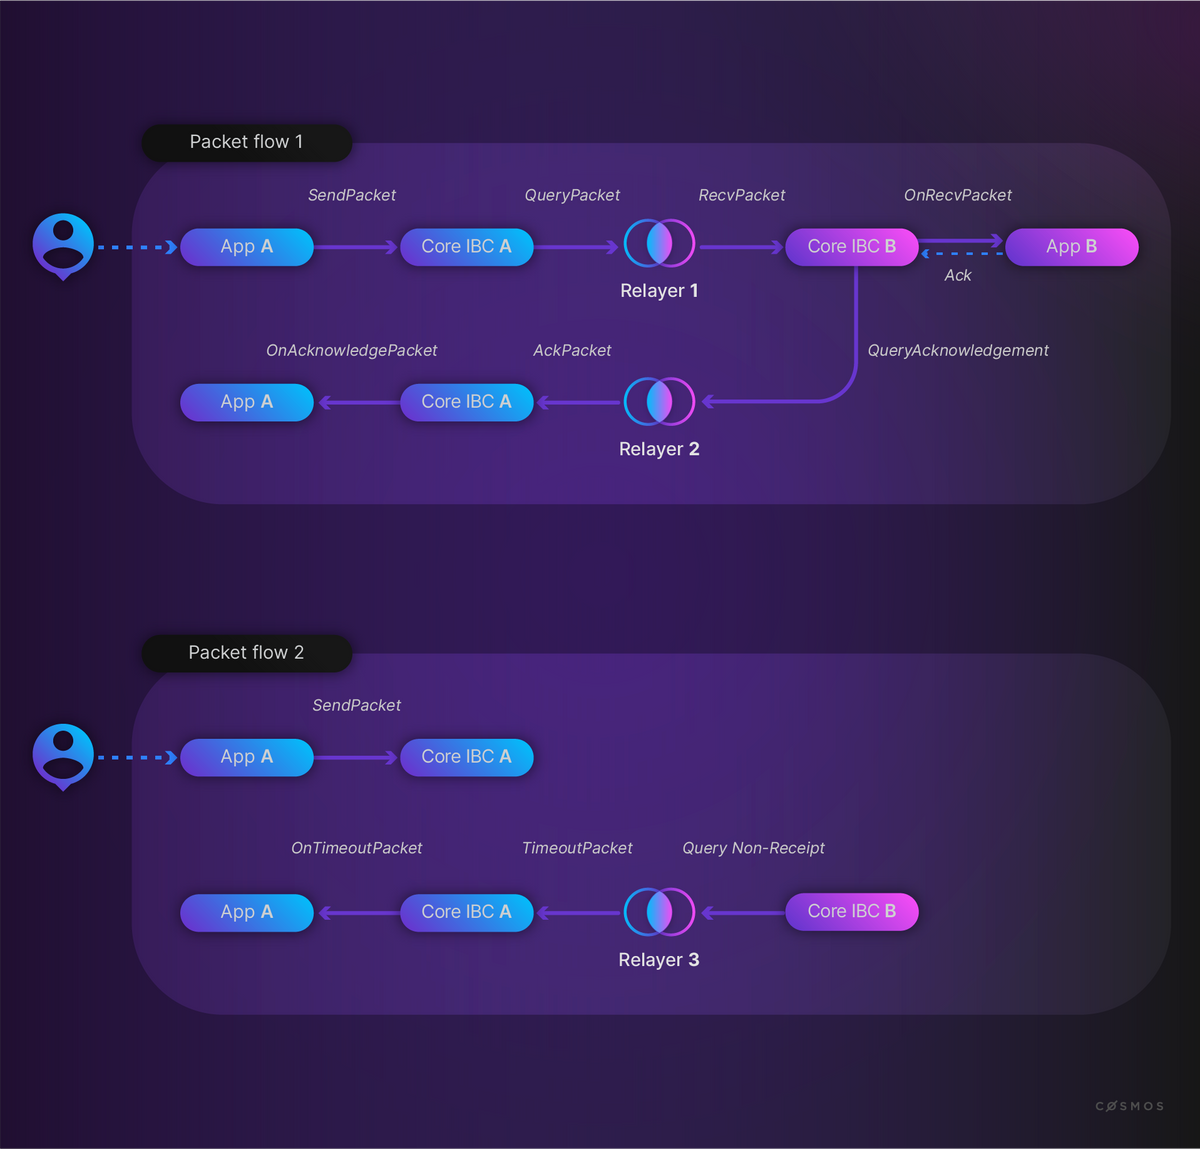 Packet flow 1
SendPacket QueryPacket RecvPacket OnRecvPacket
App A Core IBC A Core IBC B App B
Ack
Relayer 1
OnAcknowledgePacket AckPacket QueryAcknowledgement
App A Core IBC A
Relayer 2
Packet flow 2
SendPacket
App A Core IBC A
OnTimeoutPacket TimeoutPacket Query Non-Receipt
App A Core IBC A Core IBC B
Relayer 3
CØSMOS